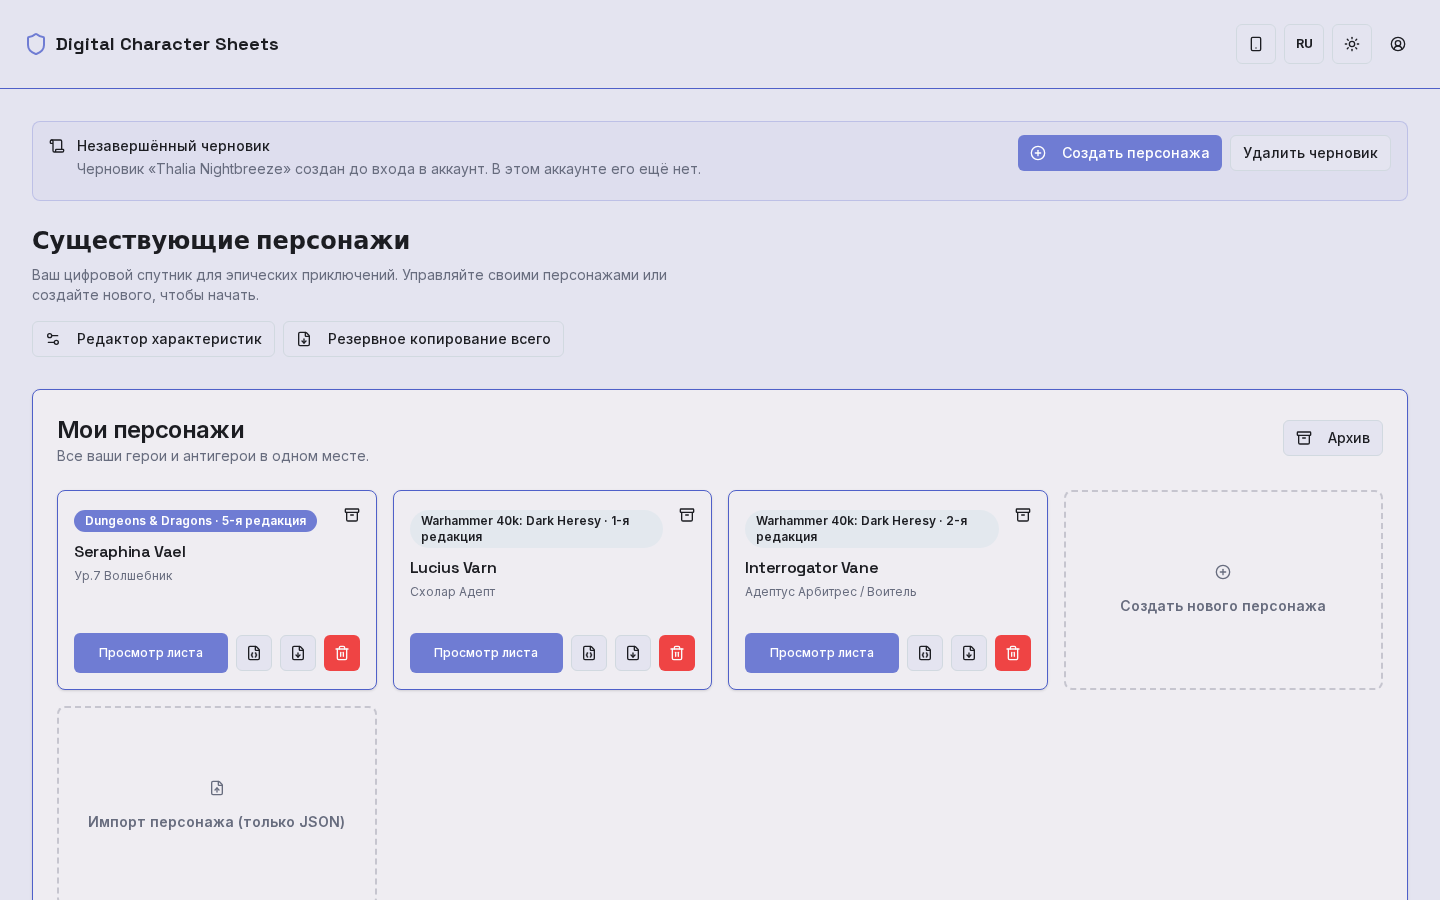 Digital Character Sheets
RU
Незавершённый черновик
Черновик «Thalia Nightbreeze» создан до входа в аккаунт. В этом аккаунте его ещё нет.
Создать персонажа
Удалить черновик
Существующие персонажи
Ваш цифровой спутник для эпических приключений. Управляйте своими персонажами или
создайте нового, чтобы начать.
Редактор характеристик
Резервное копирование всего
Мои персонажи
Все ваши герои и антигерои в одном месте.
Архив
Dungeons & Dragons · 5-я редакция
Seraphina Vael
Ур.7 Волшебник
Просмотр листа
Warhammer 40k: Dark Heresy · 1-я
редакция
Lucius Varn
Схолар Адепт
Просмотр листа
Warhammer 40k: Dark Heresy · 2-я
редакция
Interrogator Vane
Адептус Арбитрес / Воитель
Просмотр листа
Создать нового персонажа
Импорт персонажа (только JSON)